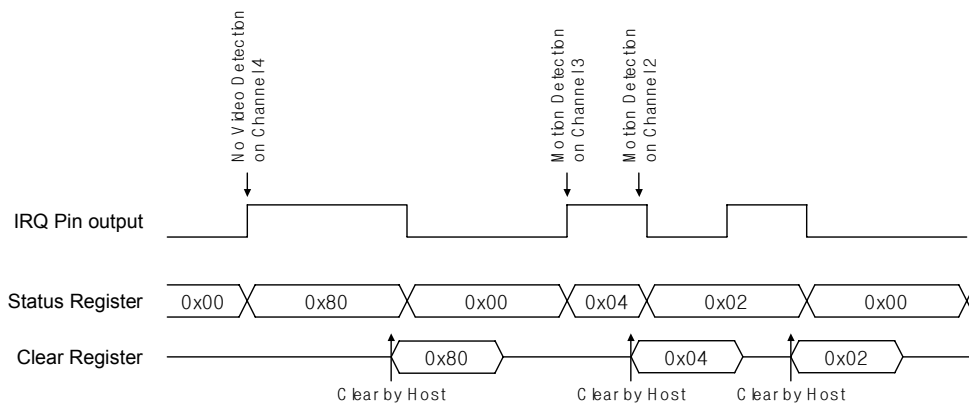 No Video Detection
on Channel 4
Motion Detection
on Channel 3
Motion Detection
on Channel 2
IRQ Pin output
Status Register
0x00
0x80
0x00
0x04
0x02
0x00
Clear Register
0x80
0x04
0x02
Clear by Host
Clear by Host
Clear by Host